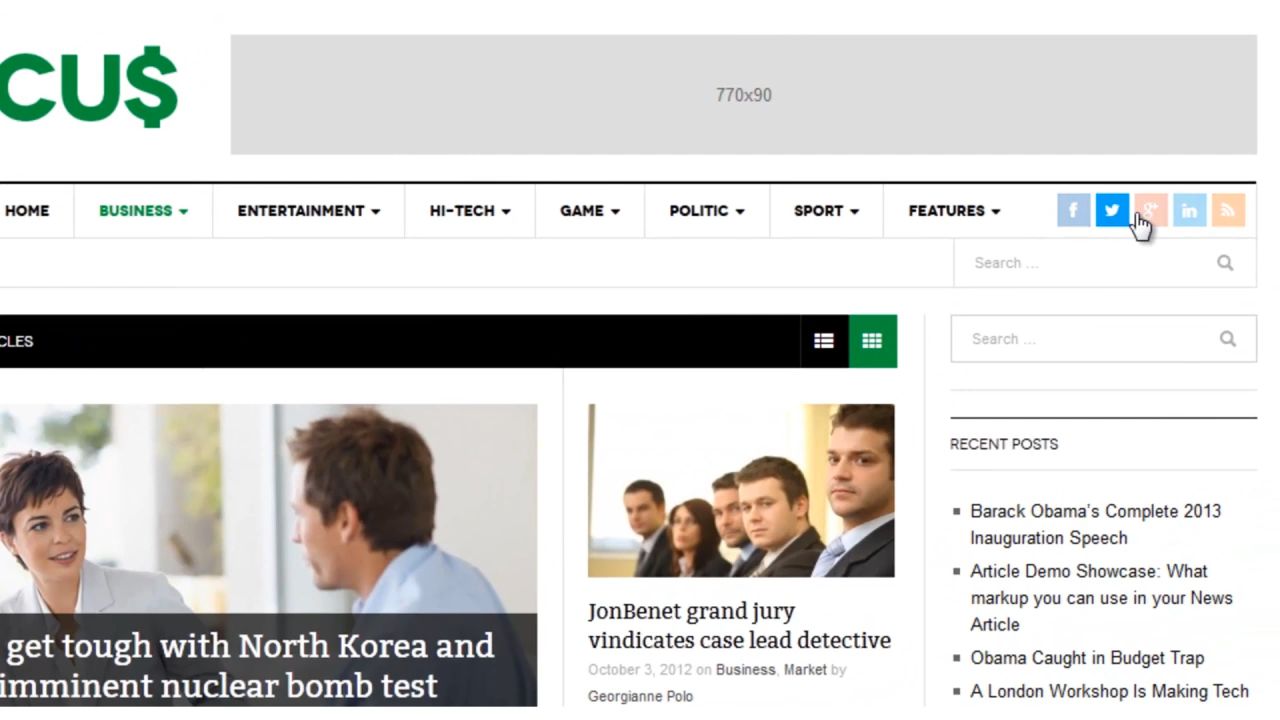 CU$
770x90
HOME BUSINESS ENTERTAINMENT HI-TECH GAME POLITIC SPORT FEATURES
Search ...
CLES
Search ...
RECENT POSTS
Barack Obama's Complete 2013
Inauguration Speech
Article Demo Showcase: What
markup you can use in your News
Article
Obama Caught in Budget Trap
A London Workshop Is Making Tech
get tough with North Korea and
imminent nuclear bomb test
JonBenet grand jury
vindicates case lead detective
October 3, 2012 on Business, Market by
Georgianne Polo